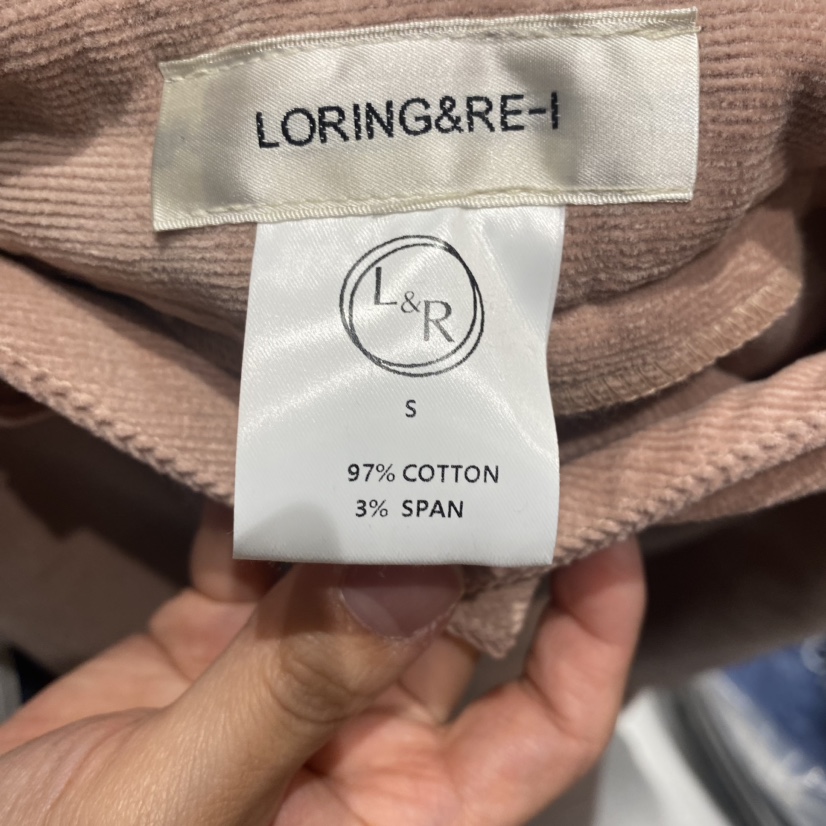 LORING&RE-I
L&R
S
97% COTTON
3% SPAN